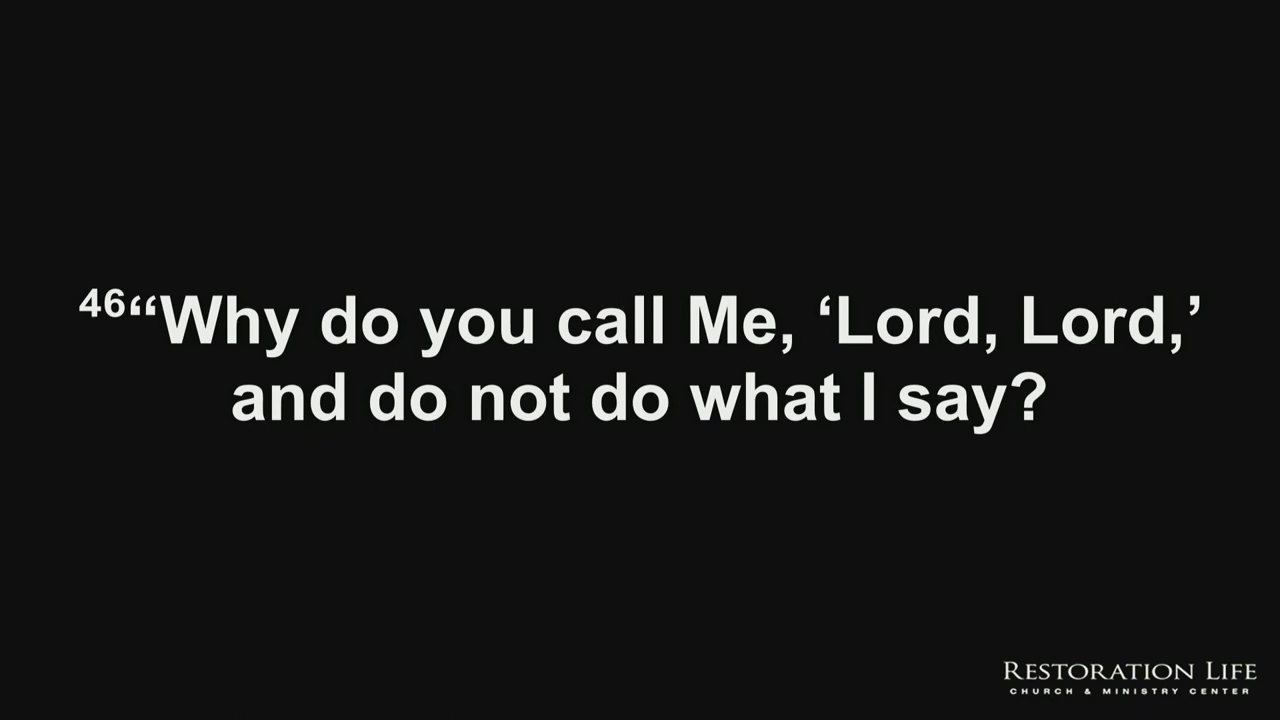 46“Why do you call Me, ‘Lord, Lord,’
and do not do what I say?
RESTORATION LIFE
CHURCH & MINISTRY CENTER